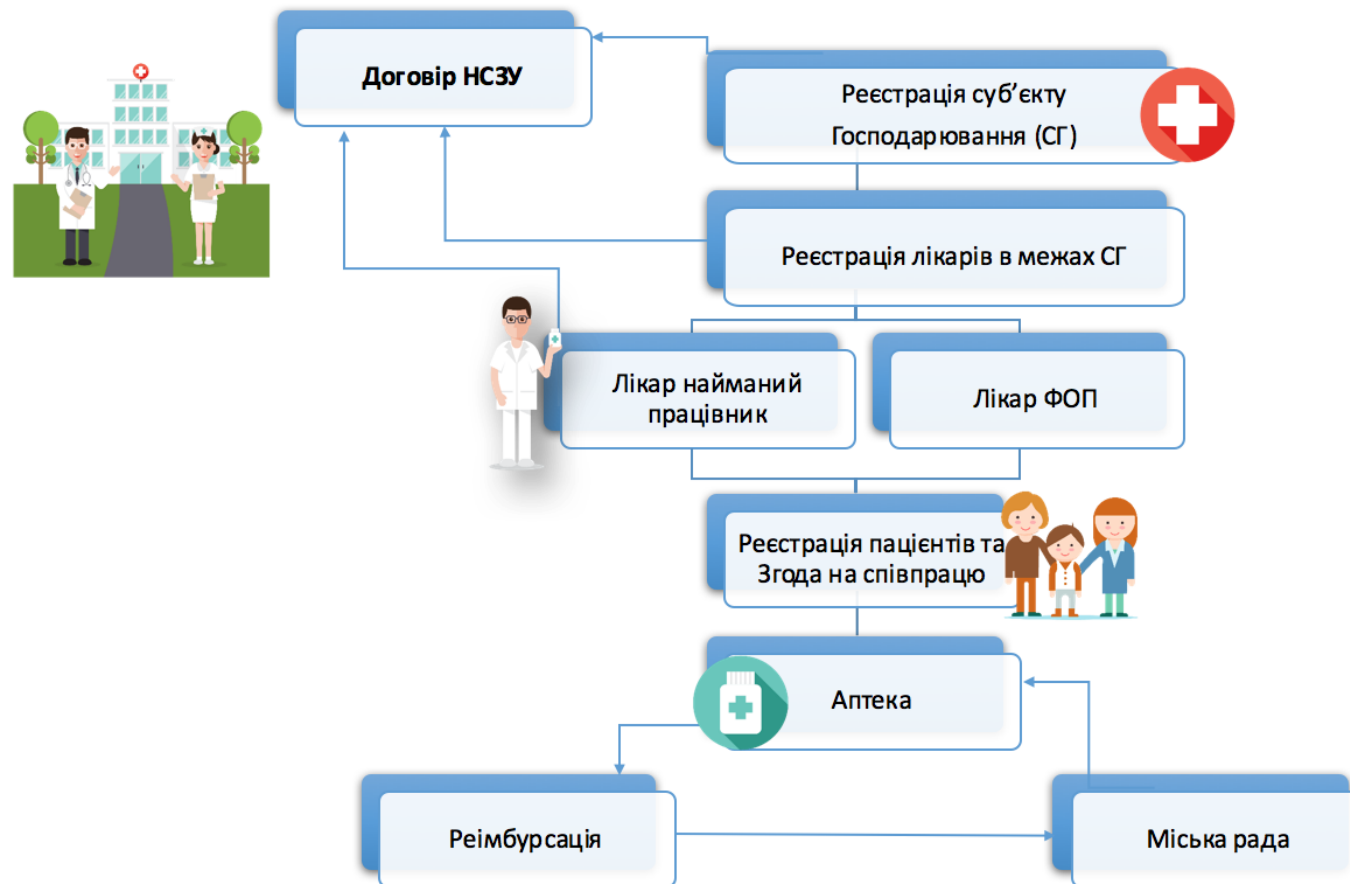 Договір НСЗУ
Реєстрація суб’єкту
Господарювання (СГ)
Реєстрація лікарів в межах СГ
Лікар найманий
працівник
Лікар ФОП
Реєстрація пацієнтів та
Згода на співпрацю
Аптека
Реімбурсація
Міська рада